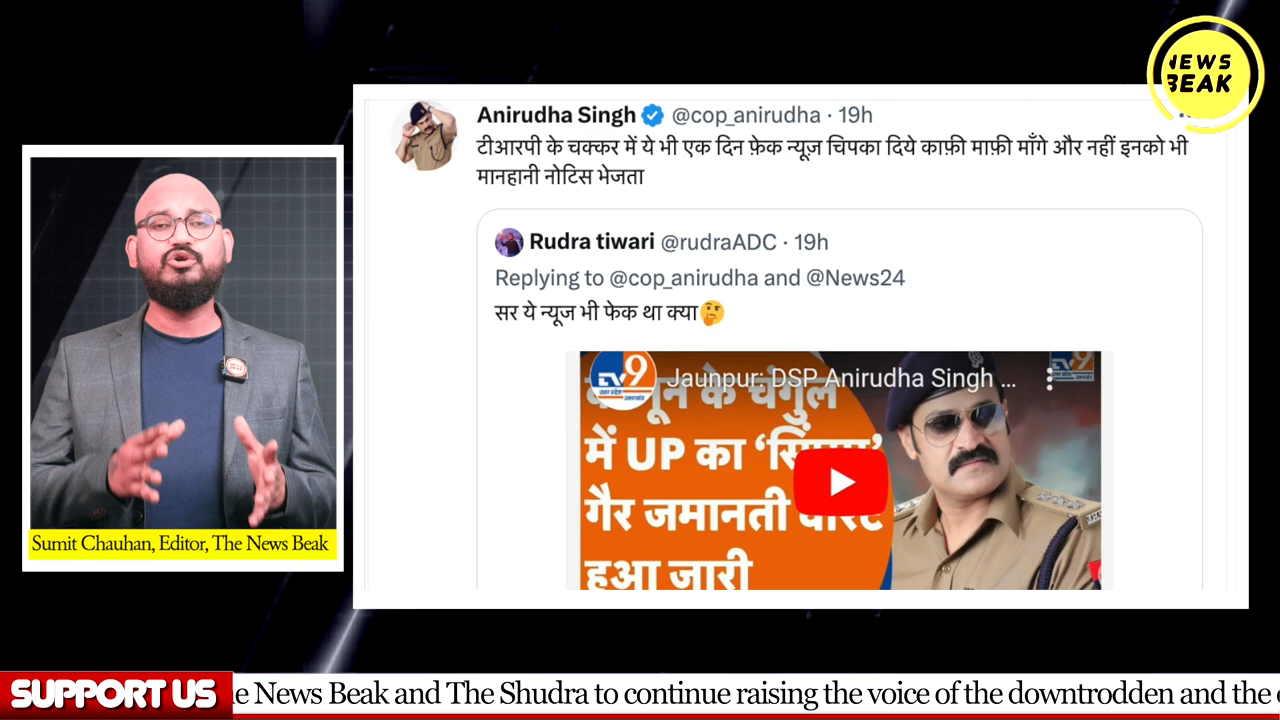 NEWS
BEAK
Anirudha Singh @cop_anirudha · 19h
टीआरपी के चक्कर में ये भी एक दिन फ़ेक न्यूज़ चिपका दिये काफ़ी माफ़ी माँगे और नहीं इनको भी
मानहानी नोटिस भेजता
Rudra tiwari @rudraADC · 19h
Replying to @cop_anirudha and @News24
सर ये न्यूज भी फेक था क्या🤔
TV9
Jaunpur: DSP Anirudha Singh ...
के चंगुल
में UP का
गैर जमानती
हुआ जारी
Sumit Chauhan, Editor, The News Beak
SUPPORT US
News Beak and The Shudra to continue raising the voice of the downtrodden and the